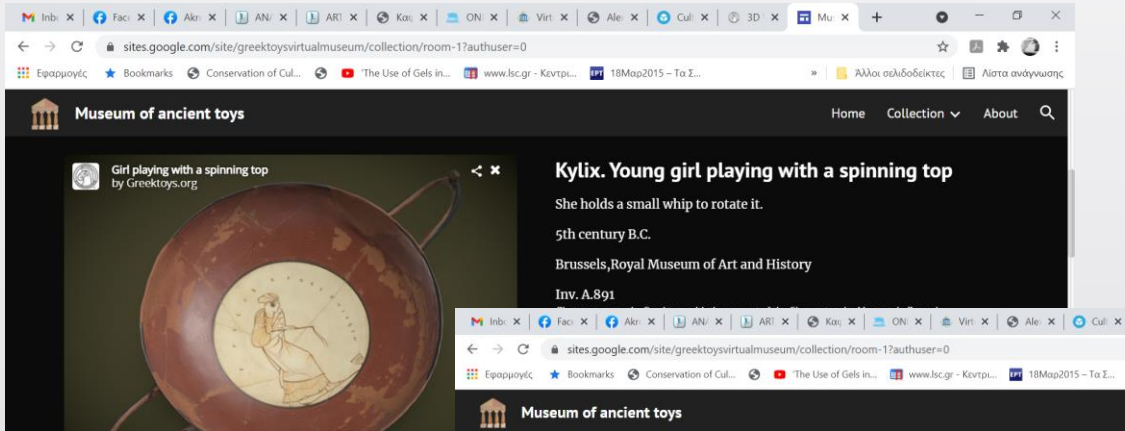 Inb
Fac
Akr
AN/
ART
Και
ON
Virt
Ale
Cult
3D
Mus
sites.google.com/site/greektoysvirtualmuseum/collection/room-1?authuser=0
Εφαρμογές
Bookmarks
Conservation of Cul...
'The Use of Gels in...
www.lsc.gr - Κεντρι...
ΕΡΤ
18Μαρ2015 – Τα Σ...
»
Άλλοι σελιδοδείκτες
Λίστα ανάγνωσης
Museum of ancient toys
Home Collection About
Girl playing with a spinning top
by Greektoys.org
Kylix. Young girl playing with a spinning top
She holds a small whip to rotate it.
5th century B.C.
Brussels,Royal Museum of Art and History
Inv. A.891
Inb
Fac
Akr
AN/
ART
Και
ON
Virt
Ale
Cult
sites.google.com/site/greektoysvirtualmuseum/collection/room-1?authuser=0
Εφαρμογές
Bookmarks
Conservation of Cul...
'The Use of Gels in...
www.lsc.gr - Κεντρι...
ΕΡΤ
18Μαρ2015 – Τα Σ...
Museum of ancient toys